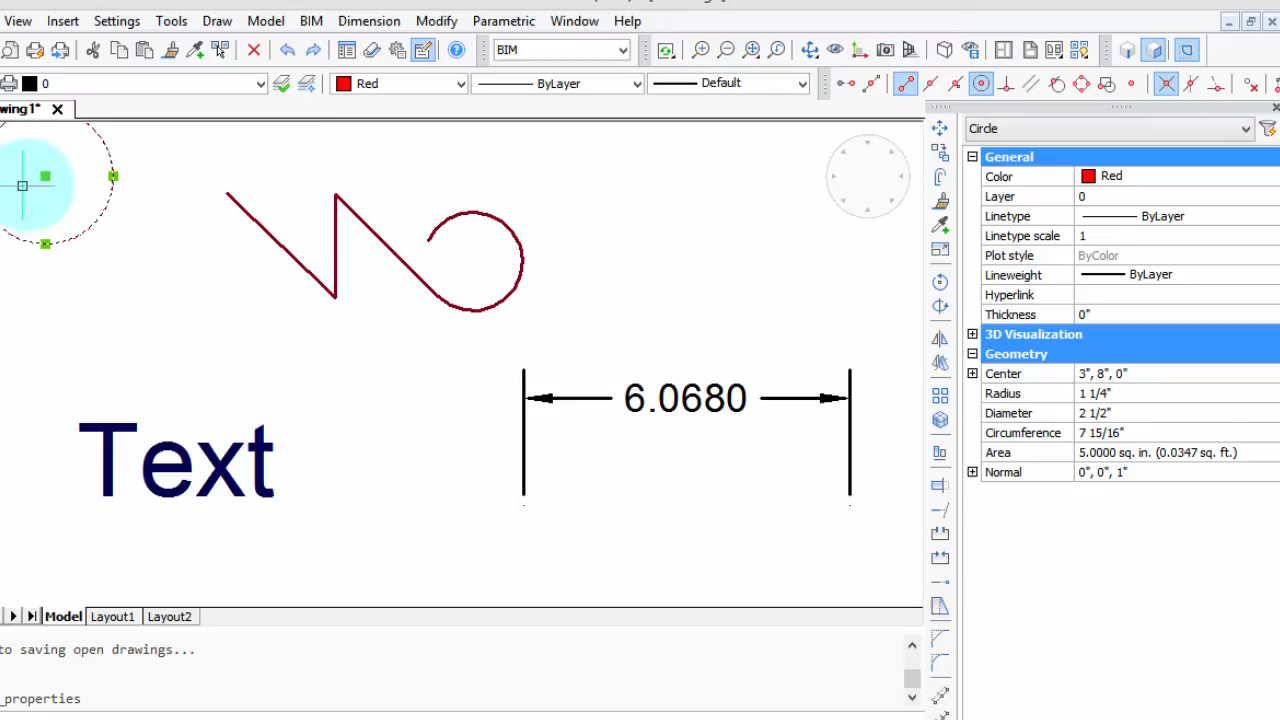 View Insert Settings Tools Draw Model BIM Dimension Modify Parametric Window Help
BIM
0 Red ByLayer Default
wing1*
Circle
General
Color Red
Layer 0
Linetype ByLayer
Linetype scale 1
Plot style ByColor
Lineweight ByLayer
Hyperlink
Thickness 0"
3D Visualization
Geometry
Center 3", 8", 0"
Radius 1 1/4"
Diameter 2 1/2"
Circumference 7 15/16"
Area 5.0000 sq. in. (0.0347 sq. ft.)
Normal 0", 0", 1"
6.0680
Text
Model Layout1 Layout2
to saving open drawings...
_properties